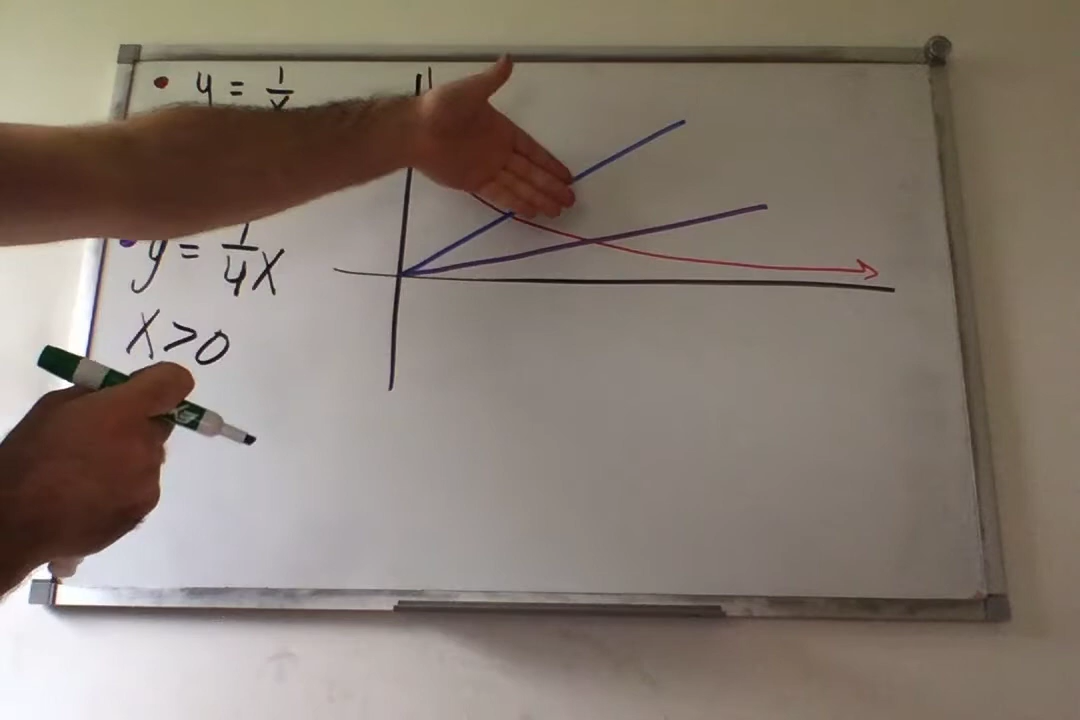 • y = 1/x
• y = 1/4 x
x > 0